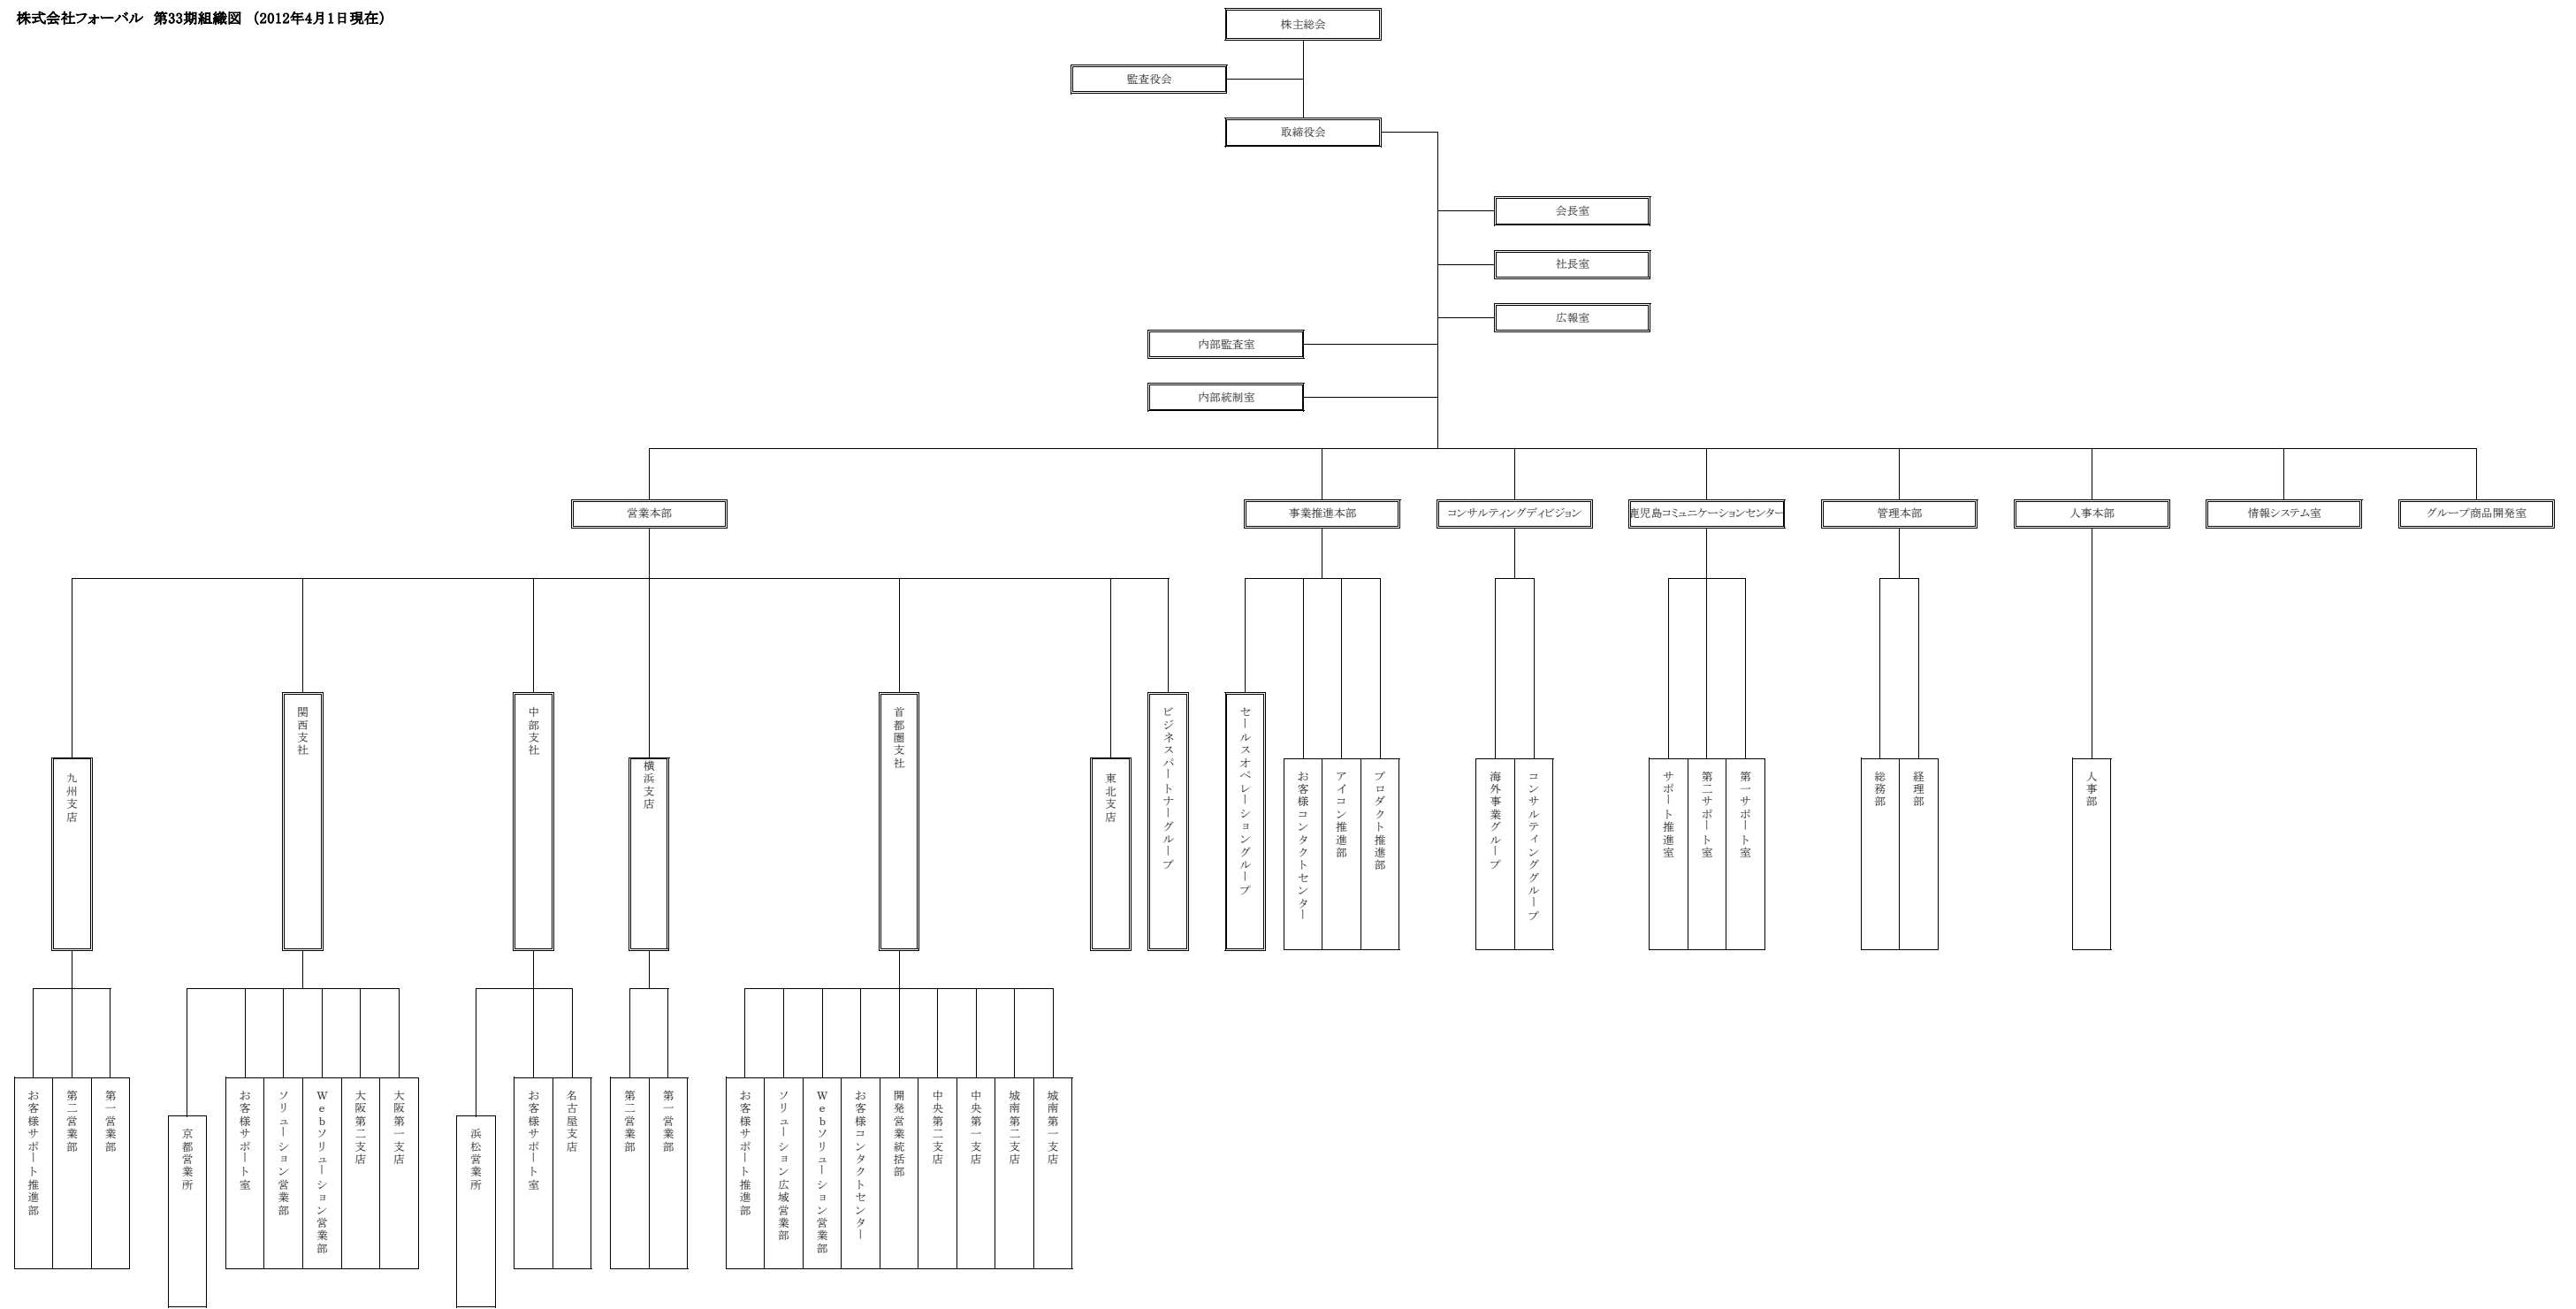 株式会社フォーバル　第33期組織図　（2012年4月1日現在）
株主総会
監査役会
取締役会
会長室
社長室
広報室
内部監査室
内部統制室
営業本部
事業推進本部
コンサルティングディビジョン
鹿児島コミュニケーションセンター
管理本部
人事本部
情報システム室
グループ商品開発室
九州支店
関西支社
中部支社
横浜支店
首都圏支社
東北支店
ビジネスパートナーグループ
セールスオペレーショングループ
お客様コンタクトセンター
アイコン推進部
プロダクト推進部
海外事業グループ
コンサルティンググループ
サポート推進室
第二サポート室
第一サポート室
総務部
経理部
人事部
お客様サポート推進部
第二営業部
第一営業部
京都営業所
お客様サポート室
ソリューション営業部
Webソリューション営業部
大阪第二支店
大阪第一支店
浜松営業所
お客様サポート室
名古屋支店
第二営業部
第一営業部
お客様サポート推進部
ソリューション広域営業部
Webソリューション営業部
お客様コンタクトセンター
開発営業統括部
中央第二支店
中央第一支店
城南第二支店
城南第一支店